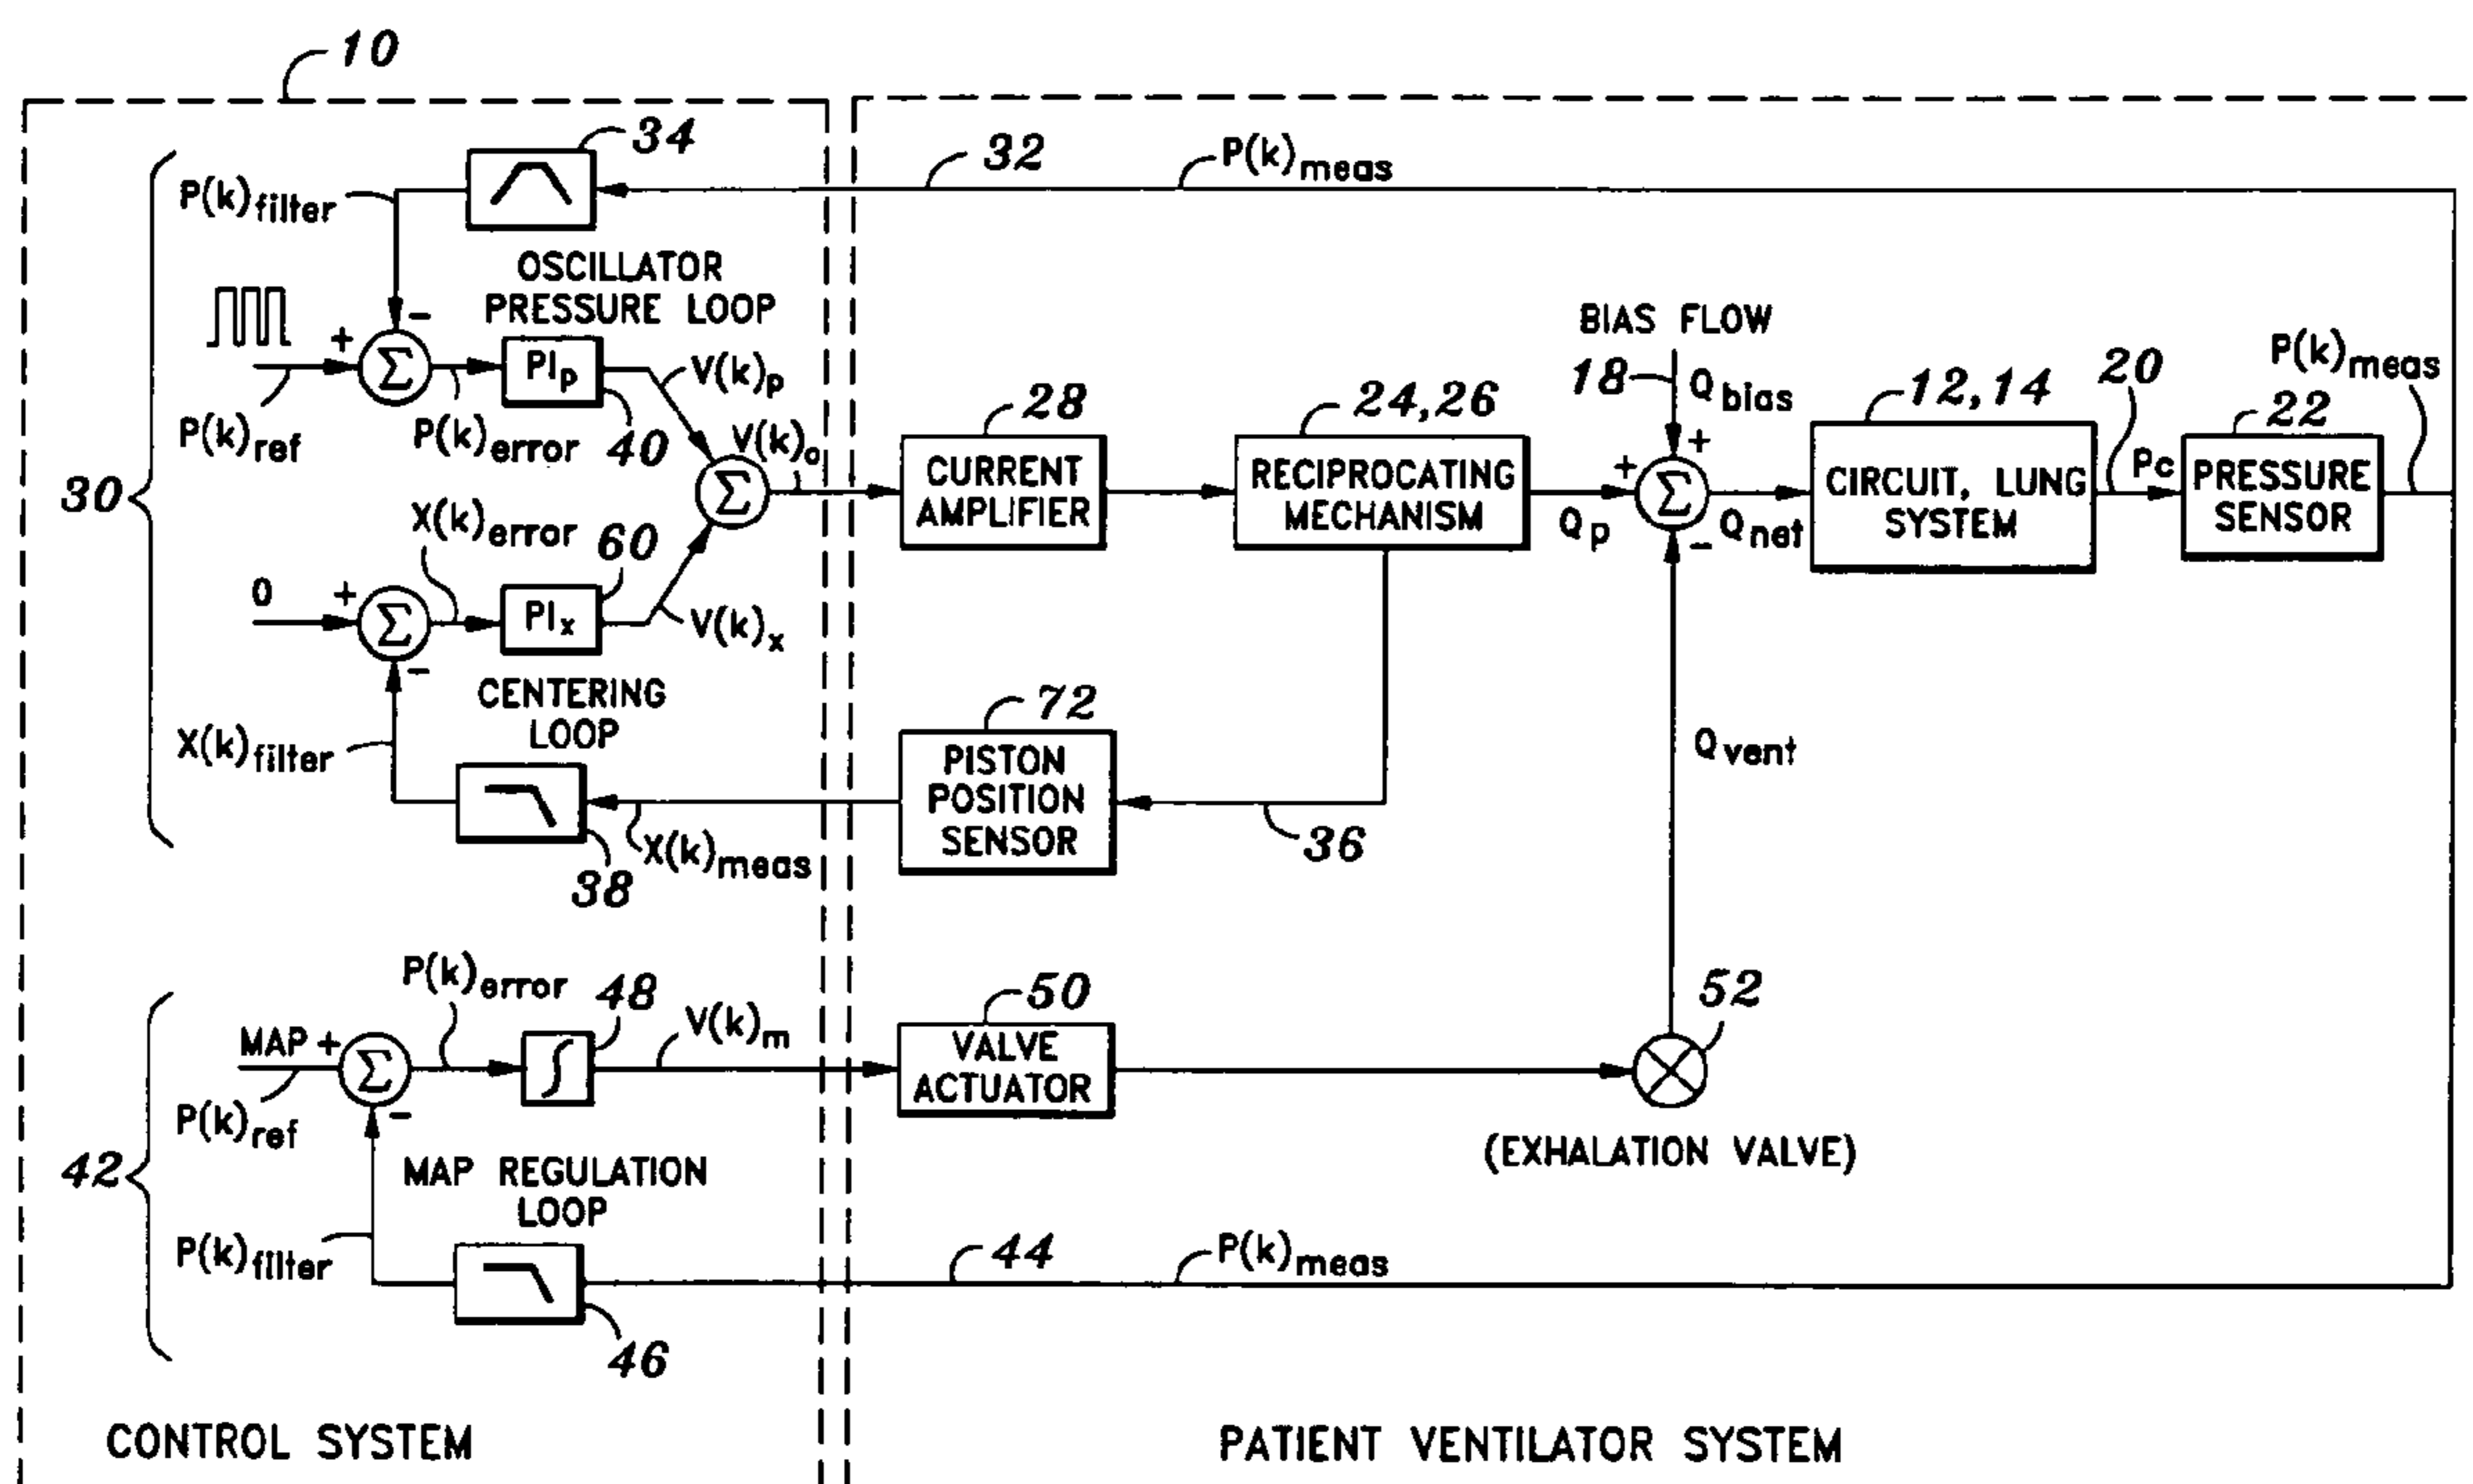 10
34
32
P(k)meas
P(k)filter
OSCILLATOR
PRESSURE LOOP
+
-
Σ
PIp
V(k)p
P(k)ref
P(k)error
40
30
V(k)o
Σ
X(k)error
60
0
+
Σ
-
PIx
V(k)x
CENTERING
LOOP
X(k)filter
X(k)meas
38
28
CURRENT
AMPLIFIER
24,26
RECIPROCATING
MECHANISM
BIAS FLOW
18
Qbias
+
+
Σ
-
Qp
Qnet
12,14
CIRCUIT, LUNG
SYSTEM
20
Pc
22
PRESSURE
SENSOR
P(k)meas
72
PISTON
POSITION
SENSOR
36
Qvent
P(k)error
48
V(k)m
MAP +
Σ
-
∫
P(k)ref
42
MAP REGULATION
LOOP
P(k)filter
46
50
VALVE
ACTUATOR
52
(EXHALATION VALVE)
44
P(k)meas
CONTROL SYSTEM
PATIENT VENTILATOR SYSTEM